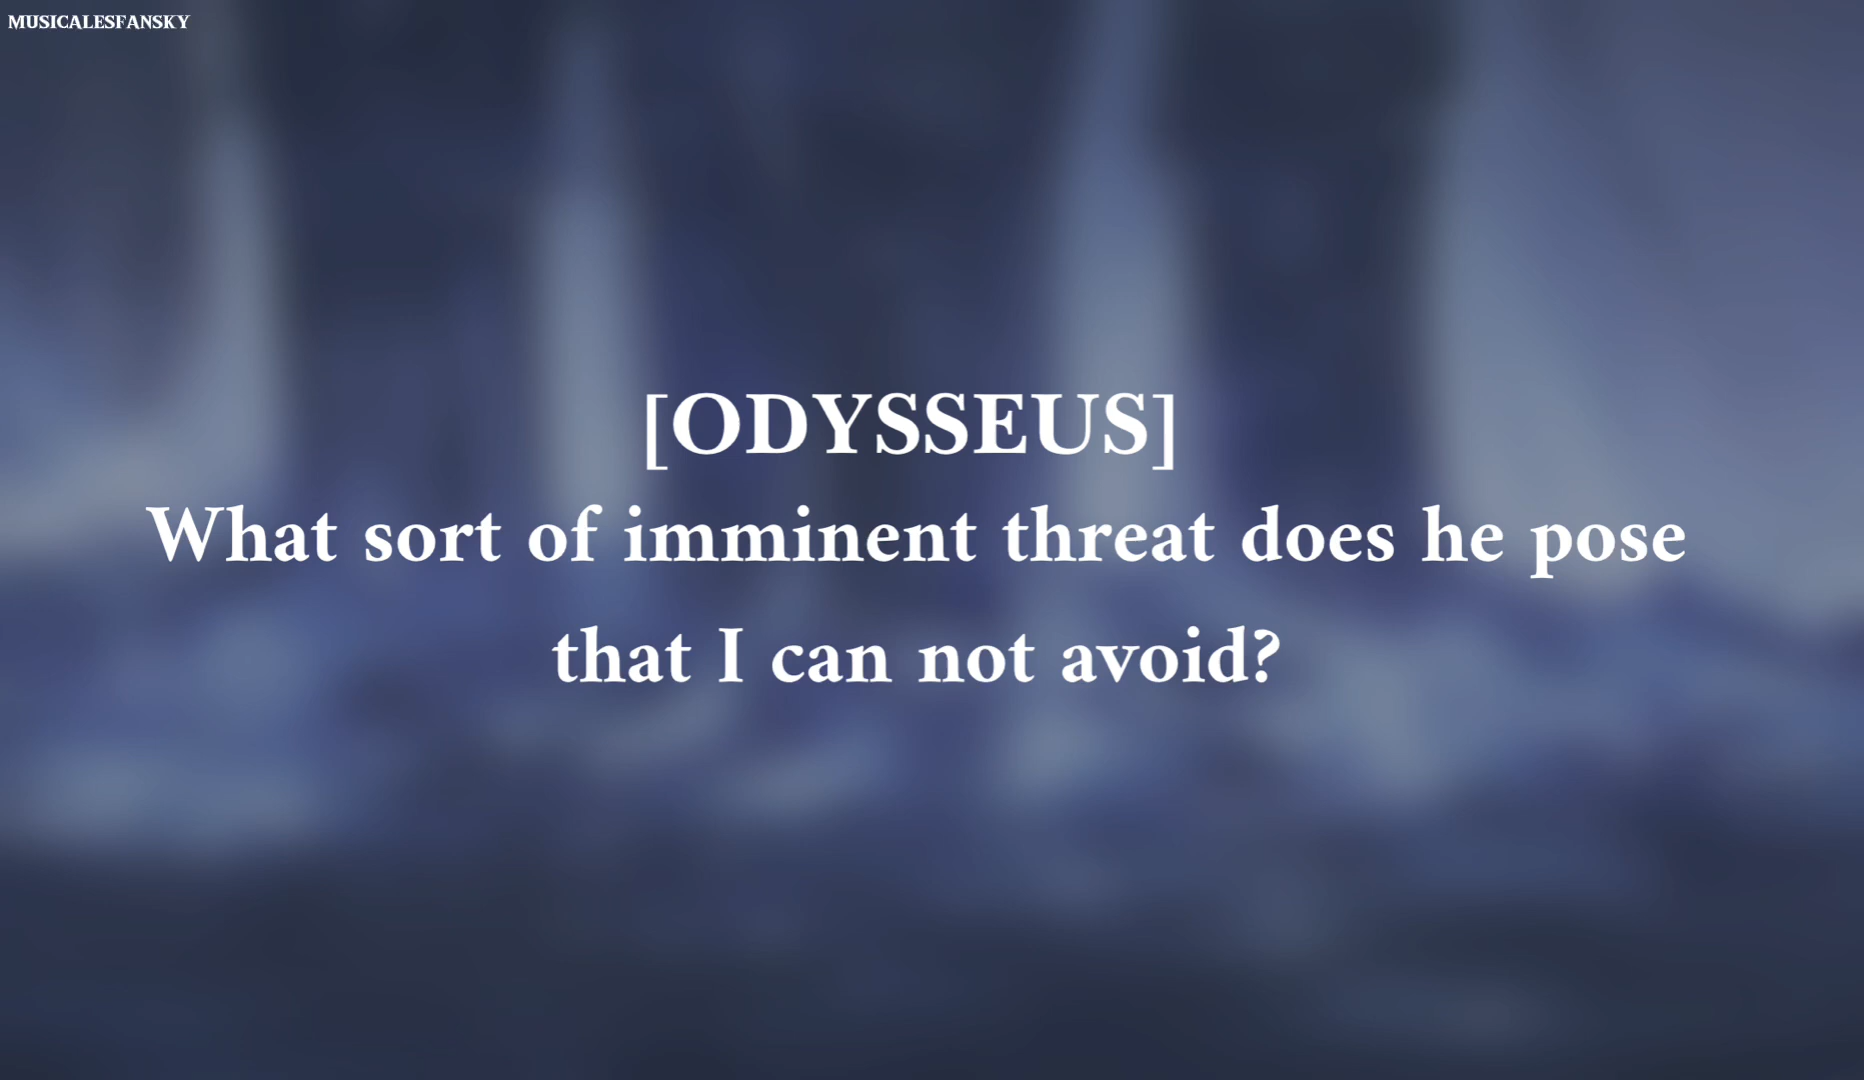 MUSICALESFANSKY
[ODYSSEUS]
What sort of imminent threat does he pose
that I can not avoid?